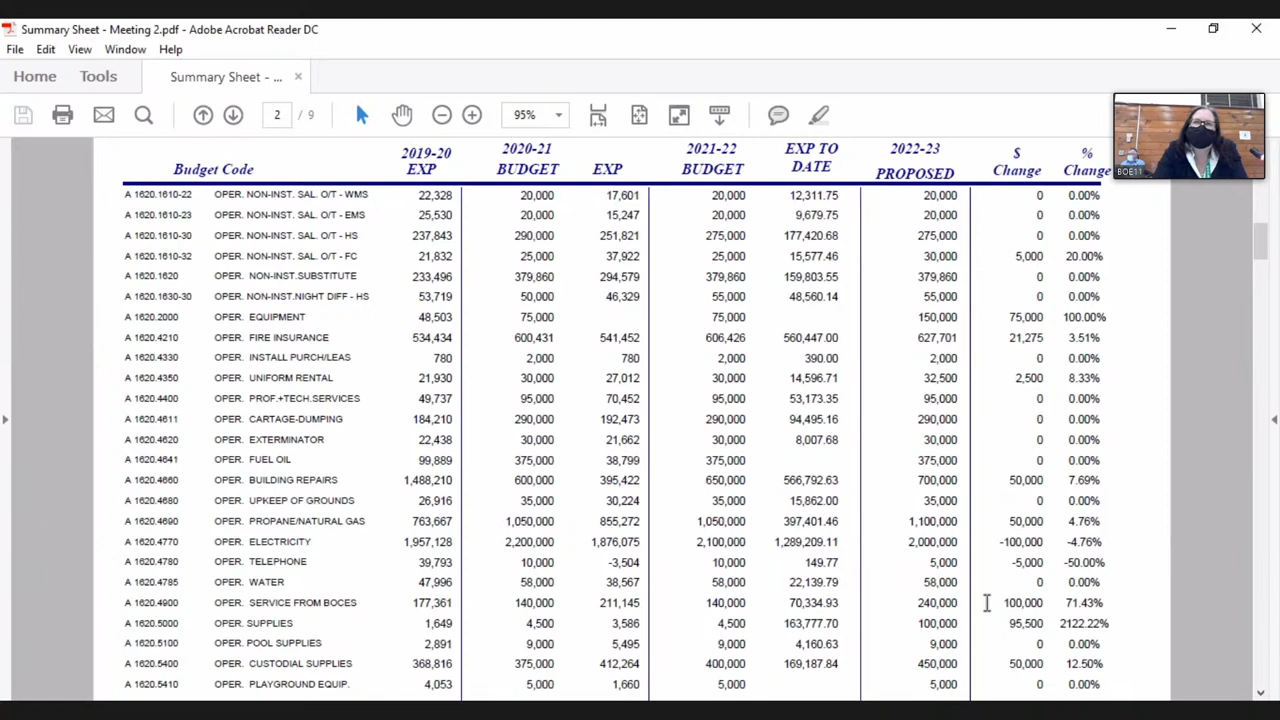 Summary Sheet - Meeting 2.pdf - Adobe Acrobat Reader DC
File Edit View Window Help
Home Tools Summary Sheet - ... ×
2 / 9 95%
BOE11
Budget Code 2019-20 EXP 2020-21 BUDGET EXP 2021-22 BUDGET EXP TO DATE 2022-23 PROPOSED $ Change % Change
A 1620.1610-22 OPER. NON-INST. SAL. O/T - WMS 22,328 20,000 17,601 20,000 12,311.75 20,000 0 0.00%
A 1620.1610-23 OPER. NON-INST. SAL. O/T - EMS 25,530 20,000 15,247 20,000 9,679.75 20,000 0 0.00%
A 1620.1610-30 OPER. NON-INST. SAL. O/T - HS 237,843 290,000 251,821 275,000 177,420.68 275,000 0 0.00%
A 1620.1610-32 OPER. NON-INST. SAL. O/T - FC 21,832 25,000 37,922 25,000 15,577.46 30,000 5,000 20.00%
A 1620.1620 OPER. NON-INST.SUBSTITUTE 233,496 379,860 294,579 379,860 159,803.55 379,860 0 0.00%
A 1620.1630-30 OPER. NON-INST.NIGHT DIFF - HS 53,719 50,000 46,329 55,000 48,560.14 55,000 0 0.00%
A 1620.2000 OPER. EQUIPMENT 48,503 75,000 75,000 150,000 75,000 100.00%
A 1620.4210 OPER. FIRE INSURANCE 534,434 600,431 541,452 606,426 560,447.00 627,701 21,275 3.51%
A 1620.4330 OPER. INSTALL PURCH/LEAS 780 2,000 780 2,000 390.00 2,000 0 0.00%
A 1620.4350 OPER. UNIFORM RENTAL 21,930 30,000 27,012 30,000 14,596.71 32,500 2,500 8.33%
A 1620.4400 OPER. PROF.+TECH.SERVICES 49,737 95,000 70,452 95,000 53,173.35 95,000 0 0.00%
A 1620.4611 OPER. CARTAGE-DUMPING 184,210 290,000 192,473 290,000 94,495.16 290,000 0 0.00%
A 1620.4620 OPER. EXTERMINATOR 22,438 30,000 21,662 30,000 8,007.68 30,000 0 0.00%
A 1620.4641 OPER. FUEL OIL 99,889 375,000 38,799 375,000 375,000 0 0.00%
A 1620.4660 OPER. BUILDING REPAIRS 1,488,210 600,000 395,422 650,000 566,792.63 700,000 50,000 7.69%
A 1620.4680 OPER. UPKEEP OF GROUNDS 26,916 35,000 30,224 35,000 15,862.00 35,000 0 0.00%
A 1620.4690 OPER. PROPANE/NATURAL GAS 763,667 1,050,000 855,272 1,050,000 397,401.46 1,100,000 50,000 4.76%
A 1620.4770 OPER. ELECTRICITY 1,957,128 2,200,000 1,876,075 2,100,000 1,289,209.11 2,000,000 -100,000 -4.76%
A 1620.4780 OPER. TELEPHONE 39,793 10,000 -3,504 10,000 149.77 5,000 -5,000 -50.00%
A 1620.4785 OPER. WATER 47,996 58,000 38,567 58,000 22,139.79 58,000 0 0.00%
A 1620.4900 OPER. SERVICE FROM BOCES 177,361 140,000 211,145 140,000 70,334.93 240,000 100,000 71.43%
A 1620.5000 OPER. SUPPLIES 1,649 4,500 3,586 4,500 163,777.70 100,000 95,500 2122.22%
A 1620.5100 OPER. POOL SUPPLIES 2,891 9,000 5,495 9,000 4,160.63 9,000 0 0.00%
A 1620.5400 OPER. CUSTODIAL SUPPLIES 368,816 375,000 412,264 400,000 169,187.84 450,000 50,000 12.50%
A 1620.5410 OPER. PLAYGROUND EQUIP. 4,053 5,000 1,660 5,000 5,000 0 0.00%